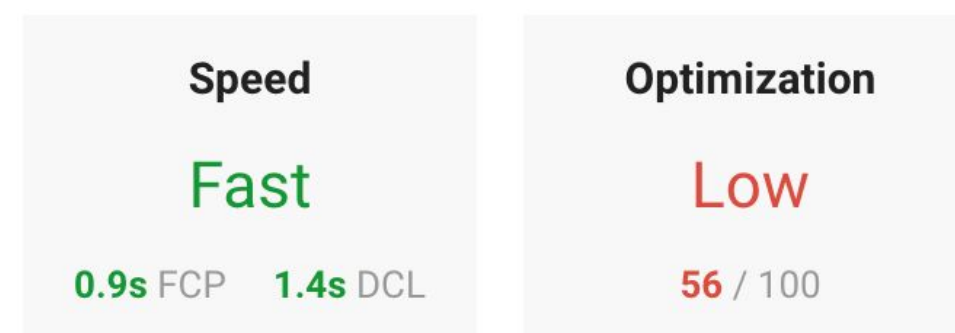 Speed
Fast
0.9s FCP 1.4s DCL
Optimization
Low
56 / 100